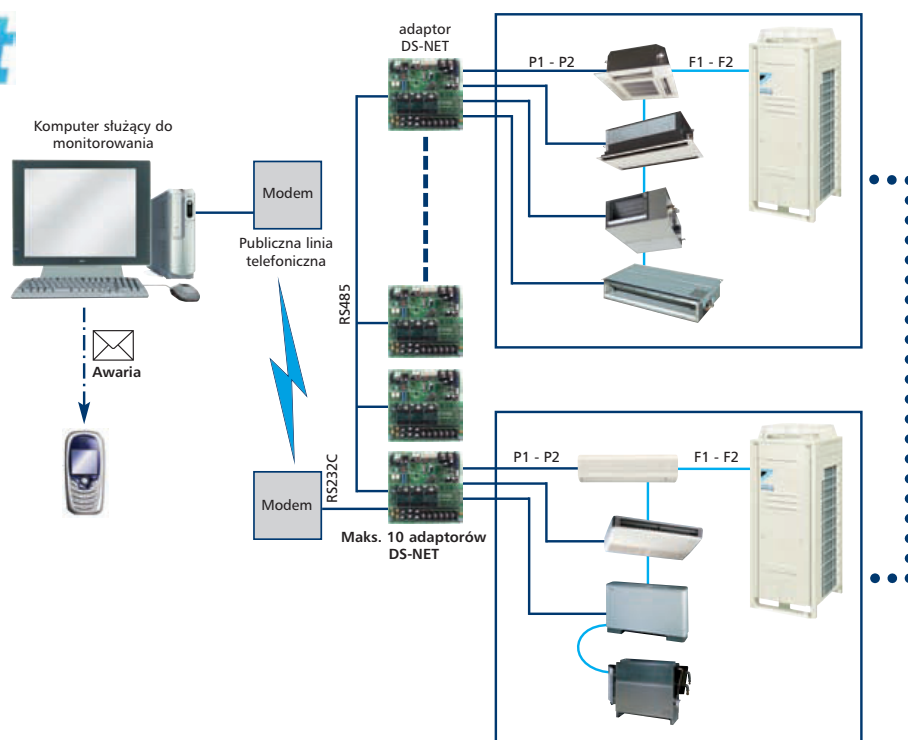 t
adaptor
DS-NET
P1 - P2
F1 - F2
Komputer służący do
monitorowania
Modem
Publiczna linia
telefoniczna
RS485
Awaria
RS232C
Modem
Maks. 10 adaptorów
DS-NET
P1 - P2
F1 - F2